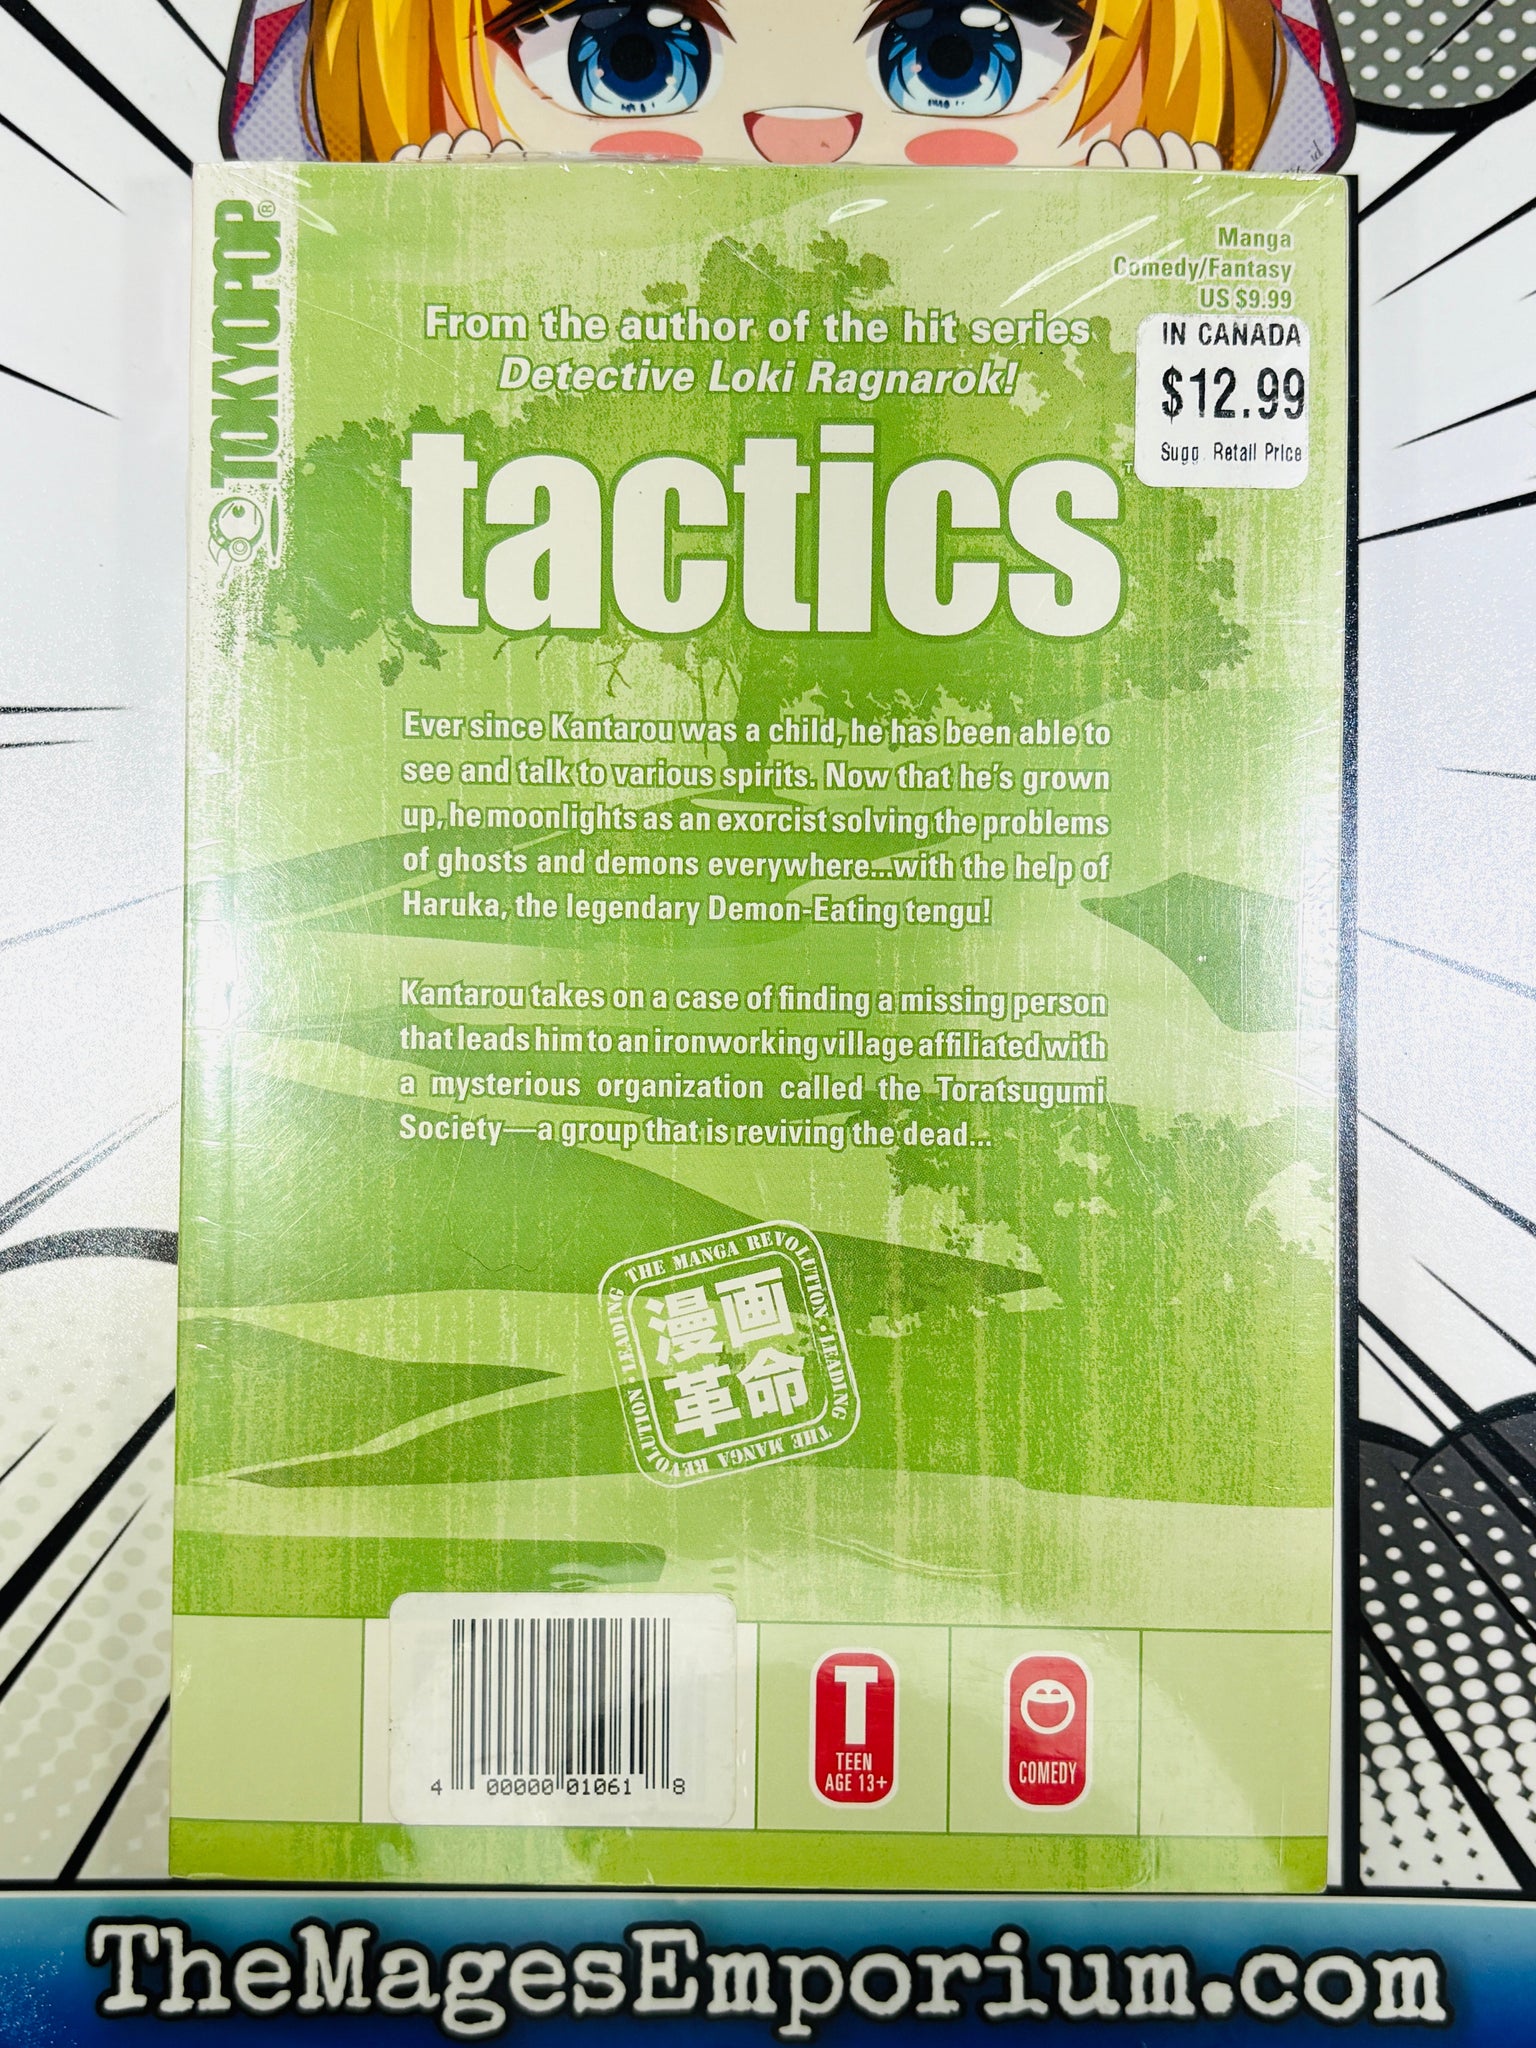 TOKYOPOP®
Manga
Comedy/Fantasy
US $9.99
IN CANADA
$12.99
Sugg. Retail Price
From the author of the hit series
Detective Loki Ragnarok!
tactics™
Ever since Kantarou was a child, he has been able to
see and talk to various spirits. Now that he's grown
up, he moonlights as an exorcist solving the problems
of ghosts and demons everywhere...with the help of
Haruka, the legendary Demon-Eating tengu!
Kantarou takes on a case of finding a missing person
that leads him to an ironworking village affiliated with
a mysterious organization called the Toratsugumi
Society—a group that is reviving the dead...
LEADING THE MANGA REVOLUTION • LEADING THE MANGA REVOLUTION •
漫画
革命
4 00000 01061 8
T
TEEN
AGE 13+
COMEDY
TheMagesEmporium.com